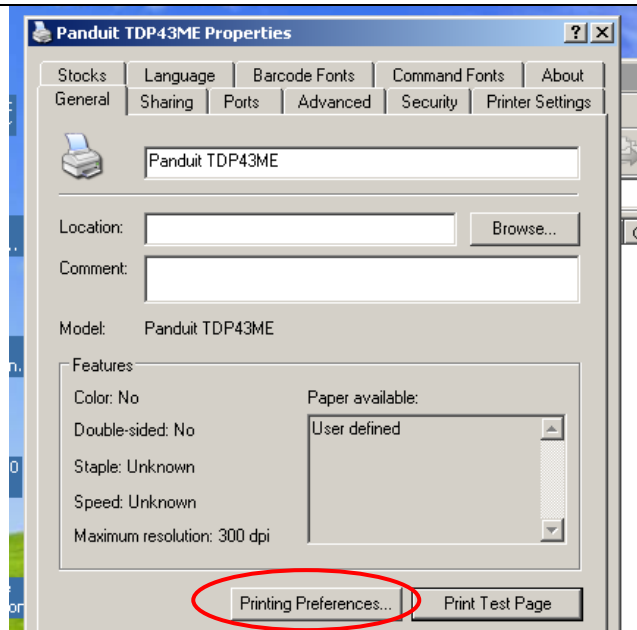 Panduit TDP43ME Properties
Stocks Language Barcode Fonts Command Fonts About
General Sharing Ports Advanced Security Printer Settings
Panduit TDP43ME
Location: Browse...
Comment:
Model: Panduit TDP43ME
Features
Color: No Paper available:
Double-sided: No User defined
Staple: Unknown
Speed: Unknown
Maximum resolution: 300 dpi
Printing Preferences... Print Test Page